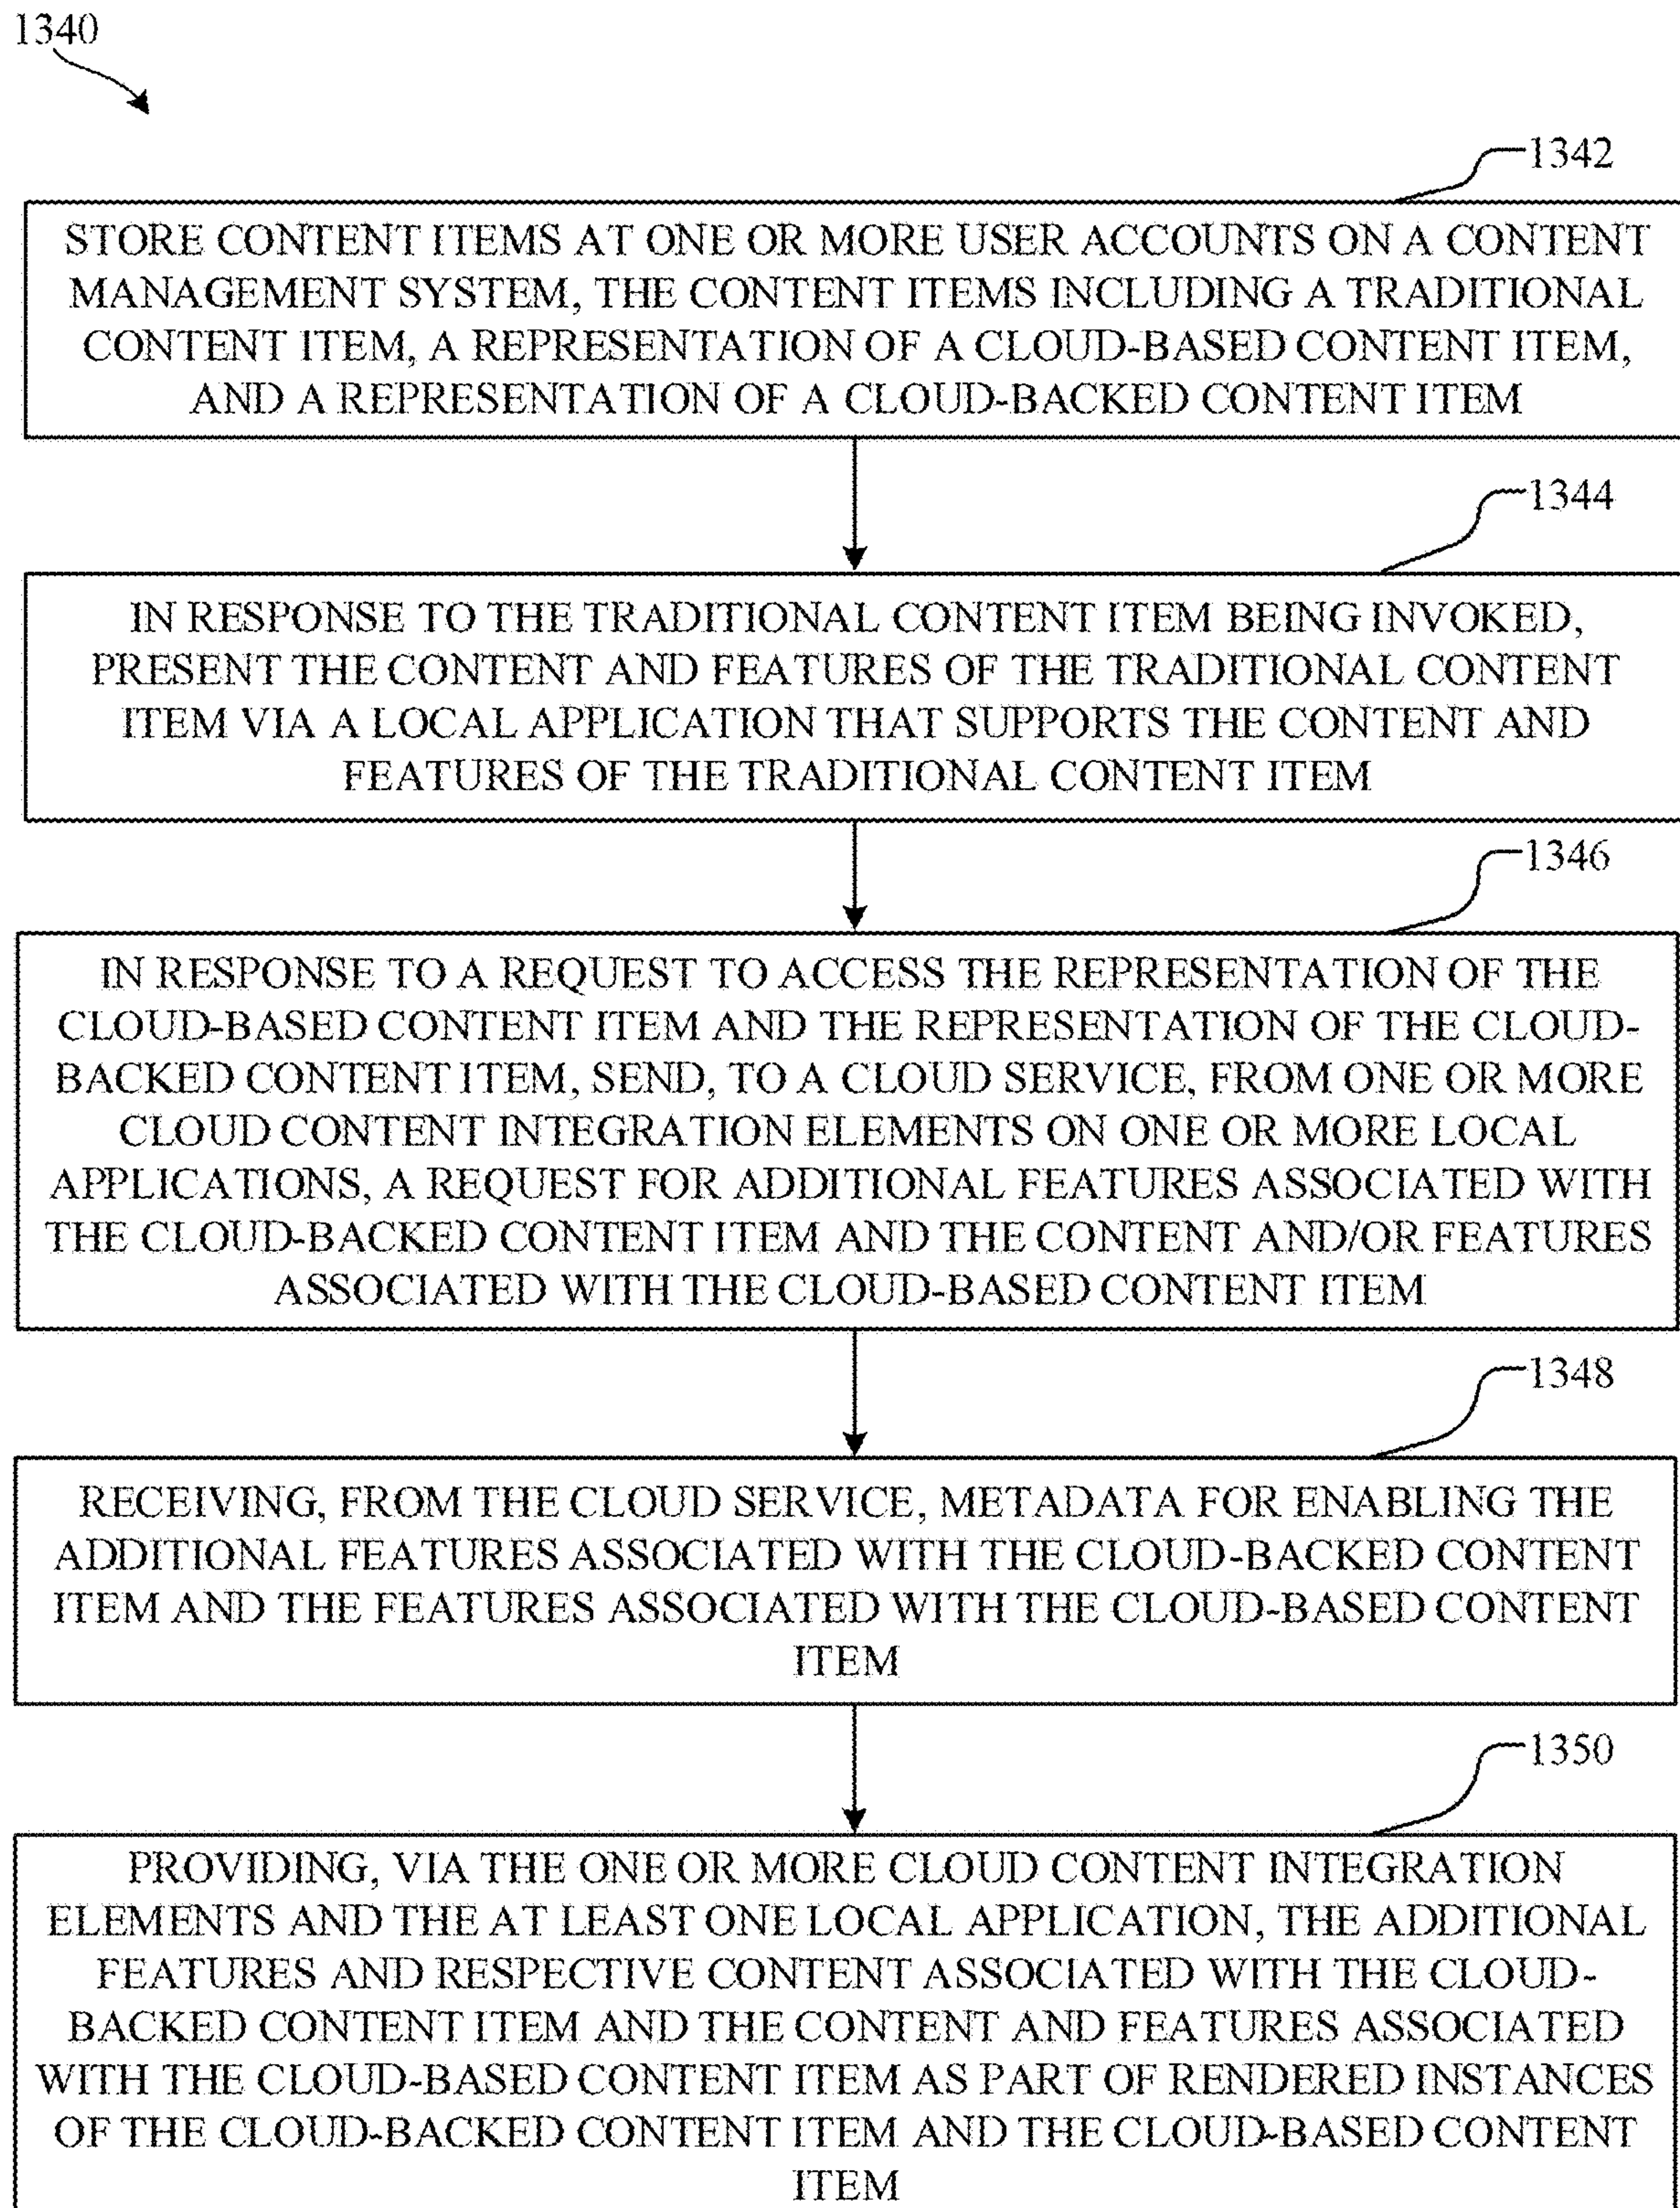 1340
1342
STORE CONTENT ITEMS AT ONE OR MORE USER ACCOUNTS ON A CONTENT
MANAGEMENT SYSTEM, THE CONTENT ITEMS INCLUDING A TRADITIONAL
CONTENT ITEM, A REPRESENTATION OF A CLOUD-BASED CONTENT ITEM,
AND A REPRESENTATION OF A CLOUD-BACKED CONTENT ITEM
1344
IN RESPONSE TO THE TRADITIONAL CONTENT ITEM BEING INVOKED,
PRESENT THE CONTENT AND FEATURES OF THE TRADITIONAL CONTENT
ITEM VIA A LOCAL APPLICATION THAT SUPPORTS THE CONTENT AND
FEATURES OF THE TRADITIONAL CONTENT ITEM
1346
IN RESPONSE TO A REQUEST TO ACCESS THE REPRESENTATION OF THE
CLOUD-BASED CONTENT ITEM AND THE REPRESENTATION OF THE CLOUD-
BACKED CONTENT ITEM, SEND, TO A CLOUD SERVICE, FROM ONE OR MORE
CLOUD CONTENT INTEGRATION ELEMENTS ON ONE OR MORE LOCAL
APPLICATIONS, A REQUEST FOR ADDITIONAL FEATURES ASSOCIATED WITH
THE CLOUD-BACKED CONTENT ITEM AND THE CONTENT AND/OR FEATURES
ASSOCIATED WITH THE CLOUD-BASED CONTENT ITEM
1348
RECEIVING, FROM THE CLOUD SERVICE, METADATA FOR ENABLING THE
ADDITIONAL FEATURES ASSOCIATED WITH THE CLOUD-BACKED CONTENT
ITEM AND THE FEATURES ASSOCIATED WITH THE CLOUD-BASED CONTENT
ITEM
1350
PROVIDING, VIA THE ONE OR MORE CLOUD CONTENT INTEGRATION
ELEMENTS AND THE AT LEAST ONE LOCAL APPLICATION, THE ADDITIONAL
FEATURES AND RESPECTIVE CONTENT ASSOCIATED WITH THE CLOUD-
BACKED CONTENT ITEM AND THE CONTENT AND FEATURES ASSOCIATED
WITH THE CLOUD-BASED CONTENT ITEM AS PART OF RENDERED INSTANCES
OF THE CLOUD-BACKED CONTENT ITEM AND THE CLOUD-BASED CONTENT
ITEM